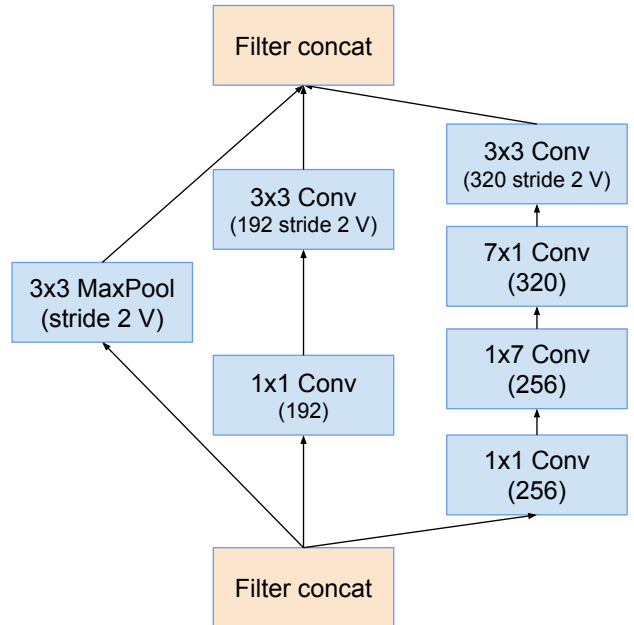 Filter concat
3x3 Conv
(320 stride 2 V)
3x3 Conv
(192 stride 2 V)
7x1 Conv
(320)
3x3 MaxPool
(stride 2 V)
1x7 Conv
(256)
1x1 Conv
(192)
1x1 Conv
(256)
Filter concat